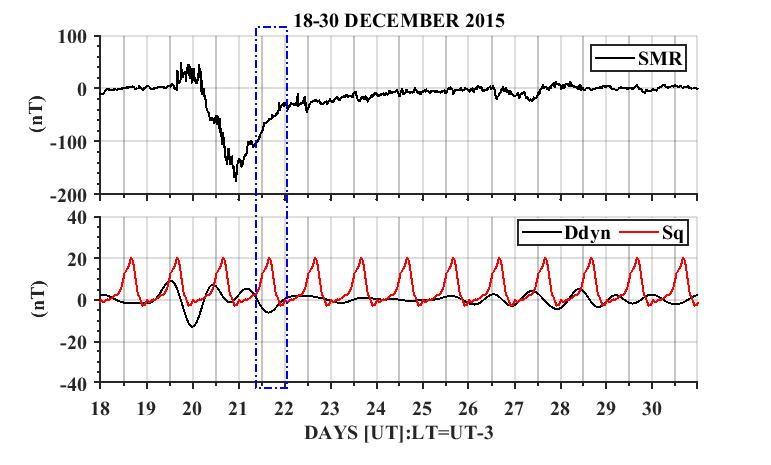 18-30 DECEMBER 2015
100
0
-100
-200
(nT)
SMR
40
20
0
-20
-40
(nT)
Ddyn Sq
18 19 20 21 22 23 24 25 26 27 28 29 30
DAYS [UT]:LT=UT-3